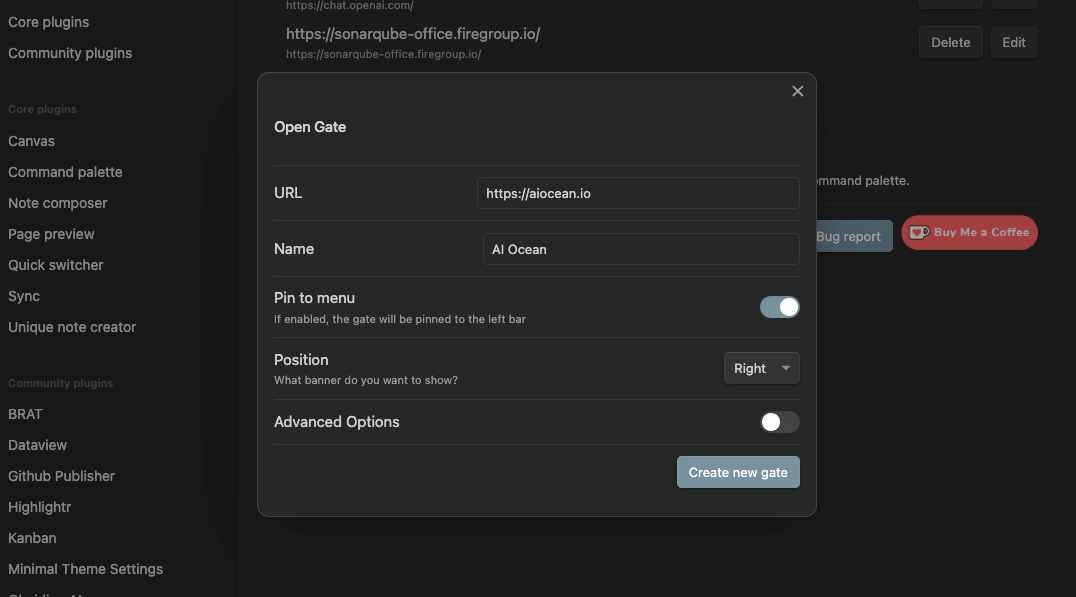 Core plugins
Community plugins
Core plugins
Canvas
Command palette
Note composer
Page preview
Quick switcher
Sync
Unique note creator
Community plugins
BRAT
Dataview
Github Publisher
Highlightr
Kanban
Minimal Theme Settings
https://chat.openai.com/
https://sonarqube-office.firegroup.io/
https://sonarqube-office.firegroup.io/
Delete Edit
Open Gate
URL https://aiocean.io
Name AI Ocean
Pin to menu
If enabled, the gate will be pinned to the left bar
Position
What banner do you want to show?
Right
Advanced Options
Create new gate
palette.
Bug report
Buy Me a Coffee